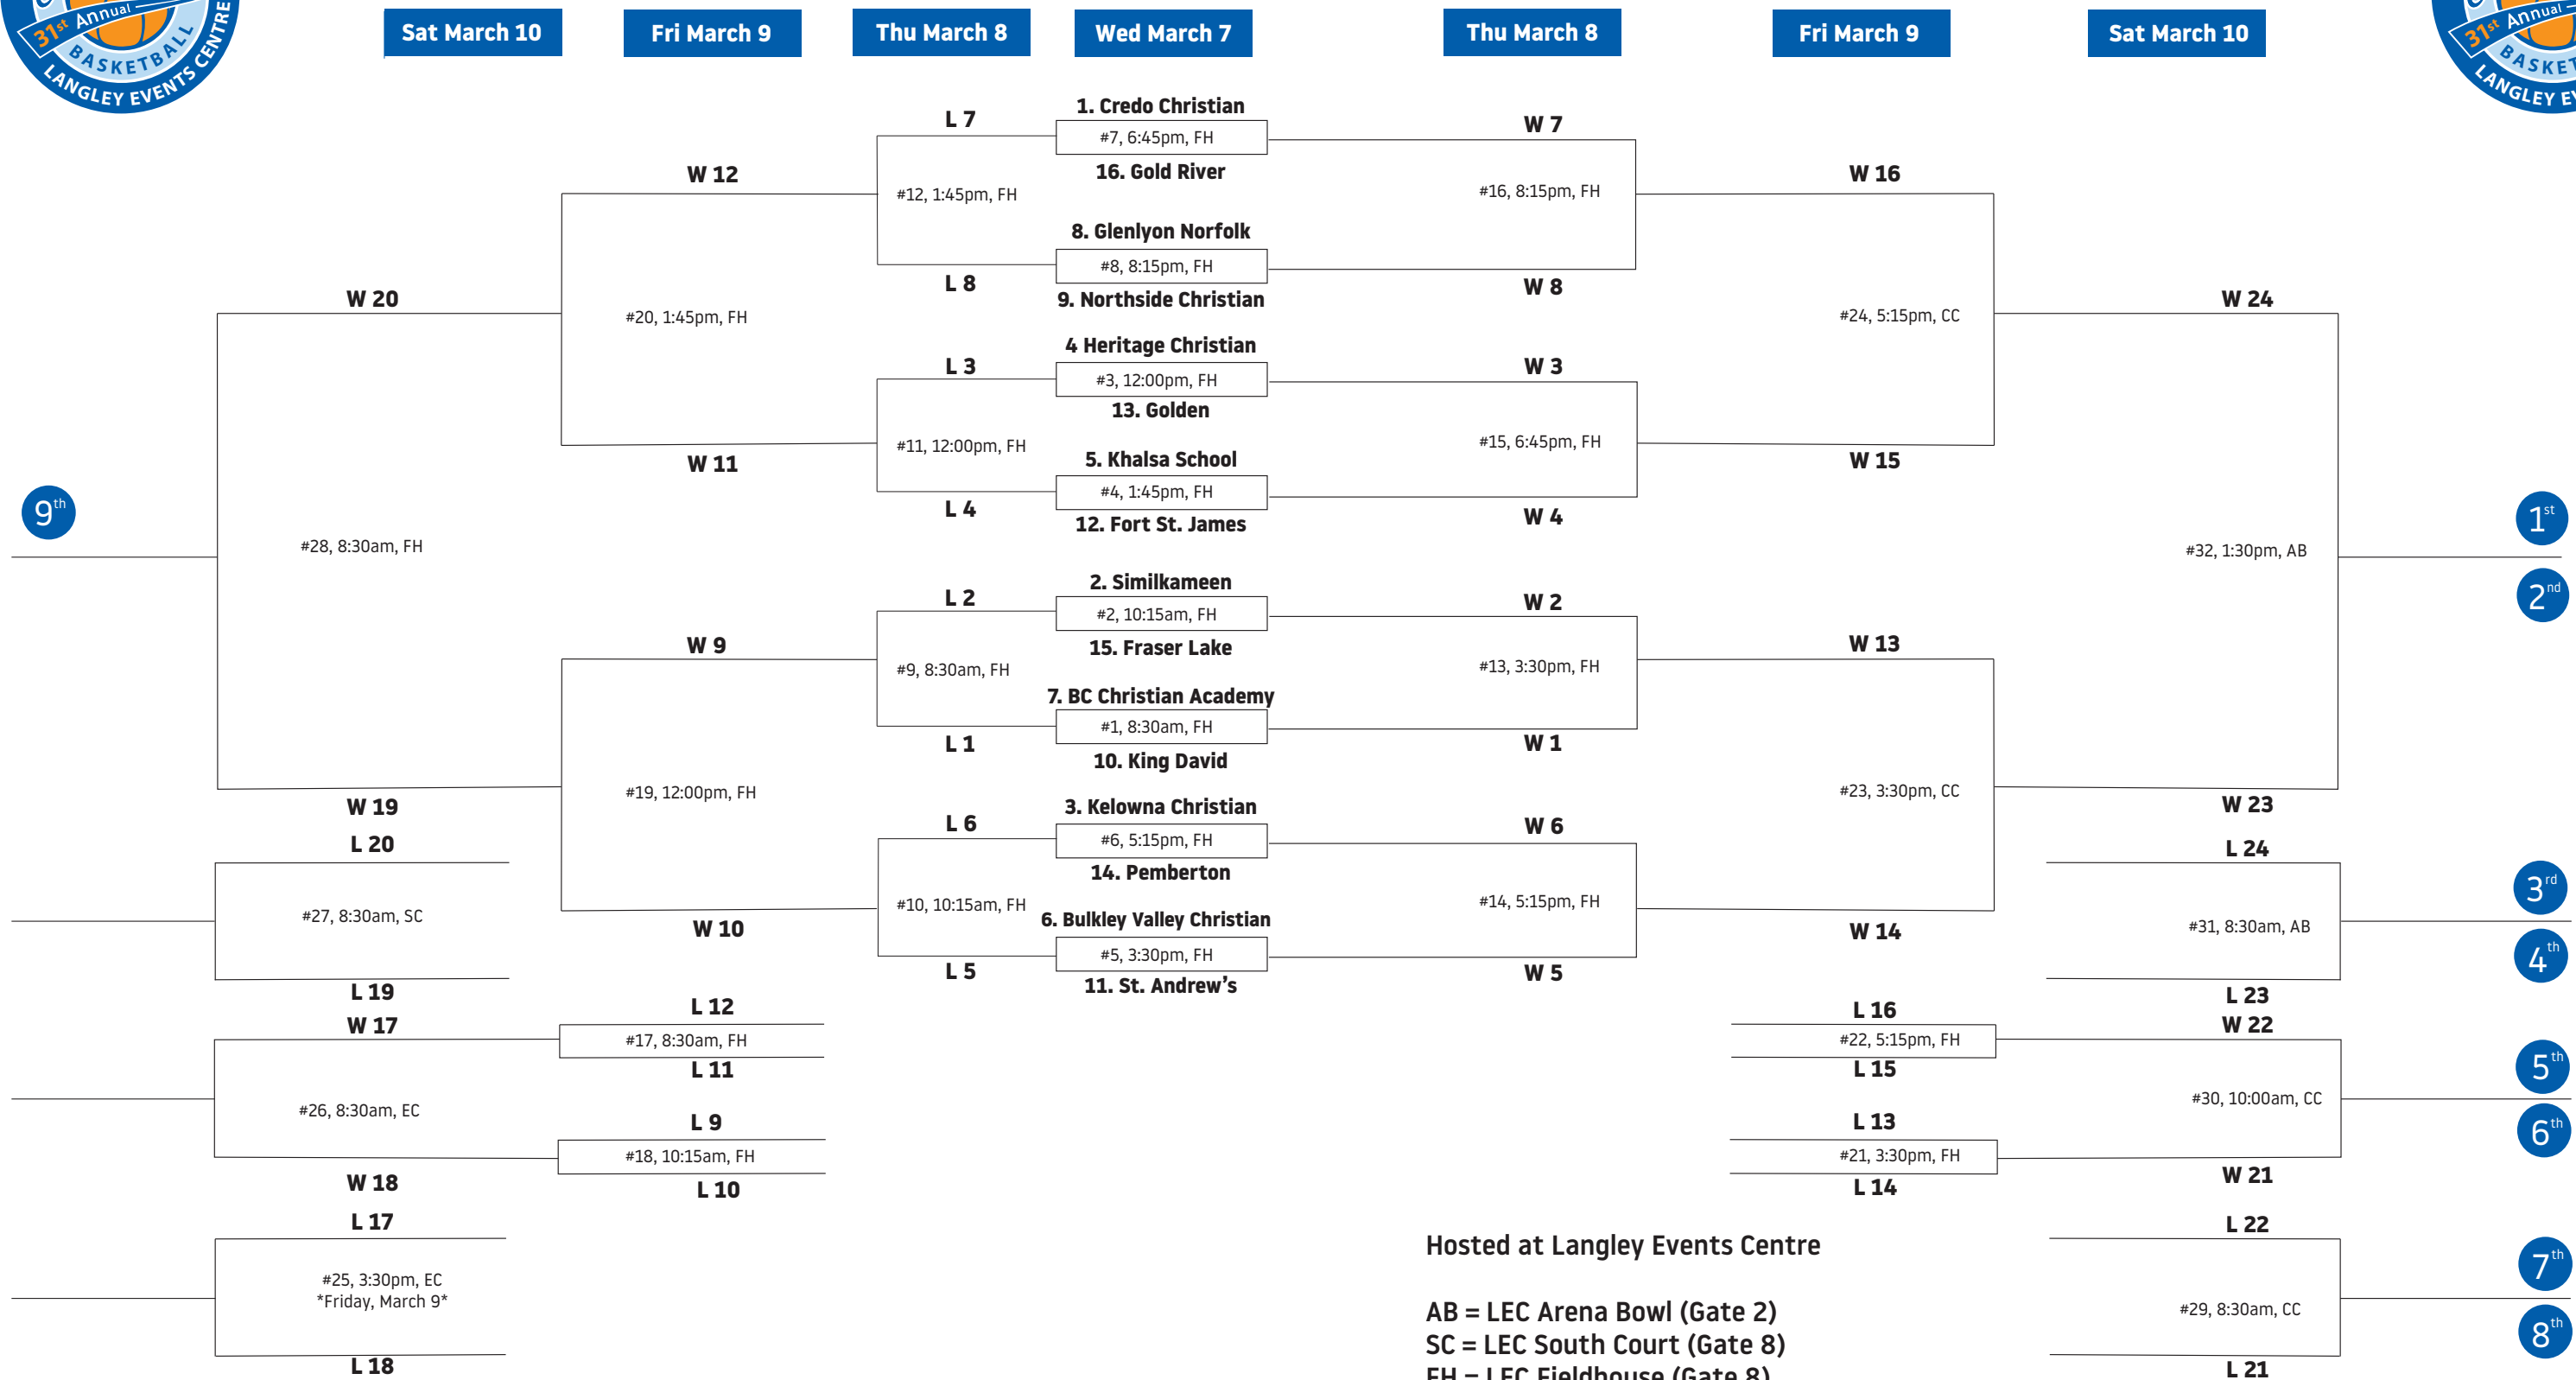 31st Annual
BASKETBALL
LANGLEY EVENTS CENTRE
31st Annual
Sat March 10
Fri March 9
Thu March 8
Wed March 7
Thu March 8
Fri March 9
Sat March 10
L 7
1. Credo Christian
#7, 6:45pm, FH
16. Gold River
W 7
W 12
#12, 1:45pm, FH
#16, 8:15pm, FH
W 16
8. Glenlyon Norfolk
#8, 8:15pm, FH
L 8
9. Northside Christian
W 8
W 20
#20, 1:45pm, FH
#24, 5:15pm, CC
W 24
4 Heritage Christian
L 3
#3, 12:00pm, FH
13. Golden
W 3
#11, 12:00pm, FH
#15, 6:45pm, FH
W 11
5. Khalsa School
W 15
#4, 1:45pm, FH
L 4
12. Fort St. James
W 4
9th
#28, 8:30am, FH
#32, 1:30pm, AB
1st
2nd
2. Similkameen
L 2
#2, 10:15am, FH
15. Fraser Lake
W 2
W 9
#9, 8:30am, FH
#13, 3:30pm, FH
W 13
7. BC Christian Academy
#1, 8:30am, FH
L 1
10. King David
W 1
#19, 12:00pm, FH
#23, 3:30pm, CC
W 19
3. Kelowna Christian
W 23
L 6
#6, 5:15pm, FH
14. Pemberton
W 6
L 20
L 24
#27, 8:30am, SC
#10, 10:15am, FH
#14, 5:15pm, FH
#31, 8:30am, AB
3rd
4th
W 10
6. Bulkley Valley Christian
W 14
#5, 3:30pm, FH
L 5
11. St. Andrew’s
W 5
L 19
L 23
L 12
L 16
W 17
#17, 8:30am, FH
#22, 5:15pm, FH
W 22
L 11
L 15
#26, 8:30am, EC
#30, 10:00am, CC
5th
6th
L 9
L 13
#18, 10:15am, FH
#21, 3:30pm, FH
W 18
L 10
L 14
W 21
L 17
L 22
#25, 3:30pm, EC
*Friday, March 9*
#29, 8:30am, CC
7th
8th
L 18
L 21
Hosted at Langley Events Centre
AB = LEC Arena Bowl (Gate 2)
SC = LEC South Court (Gate 8)
FH = LEC Fieldhouse (Gate 8)